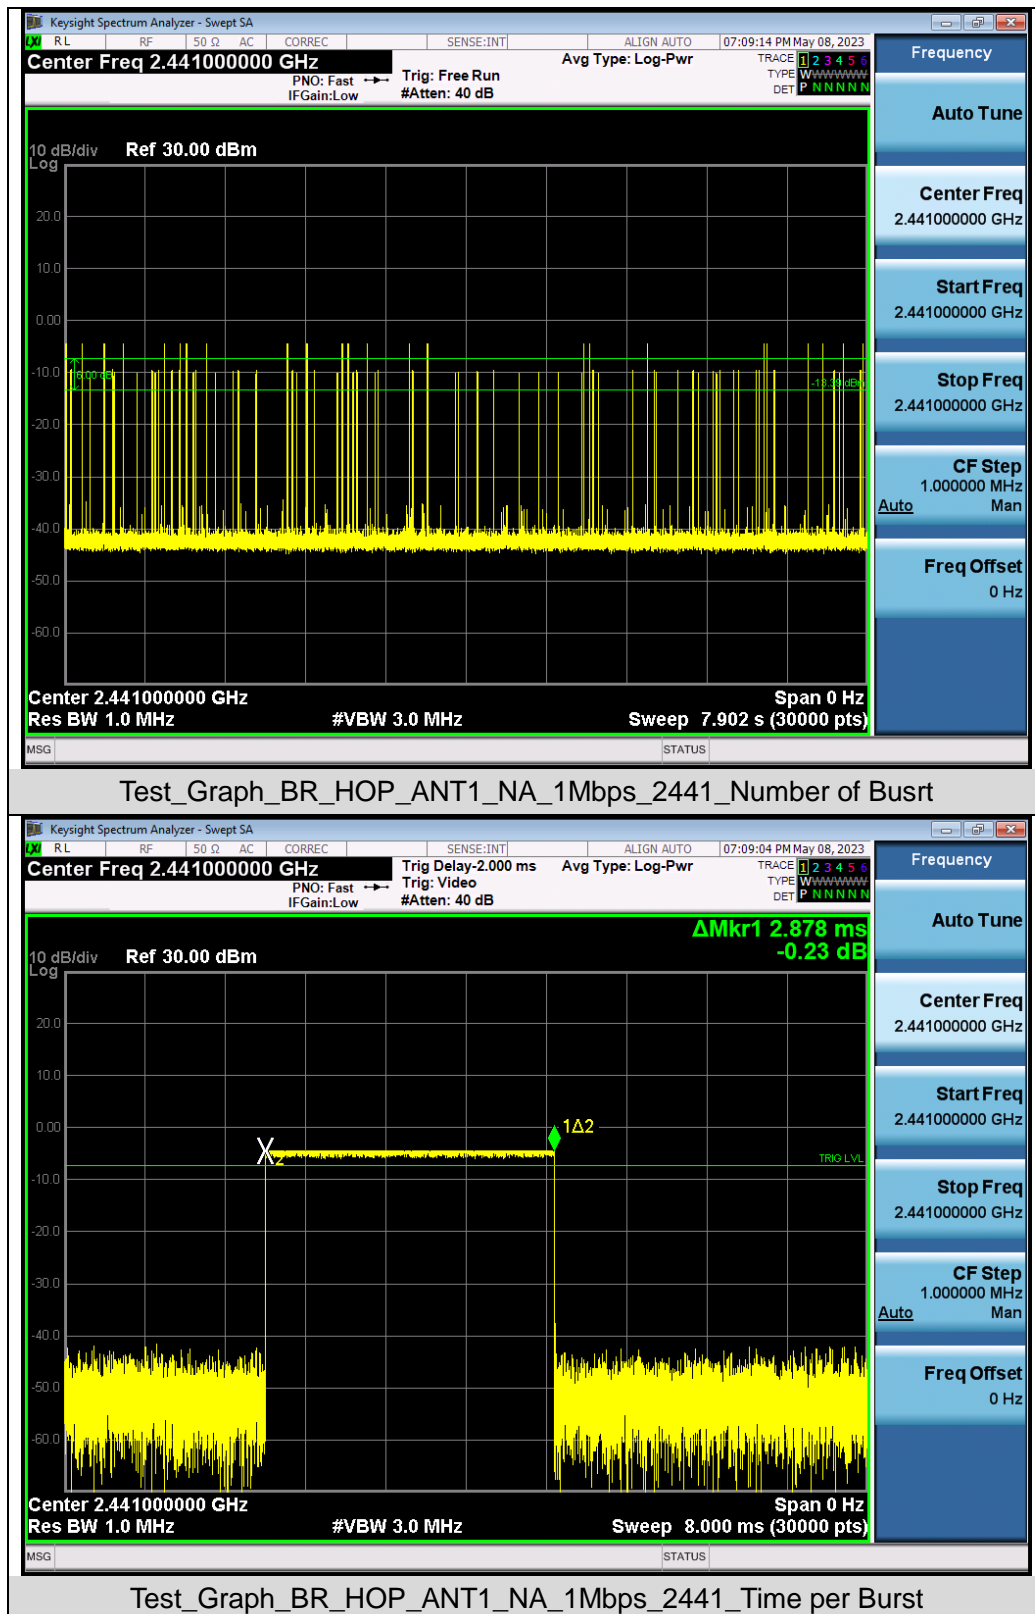 Keysight Spectrum Analyzer - Swept SA
LXI RL RF 50 Ω AC CORREC SENSE:INT ALIGN AUTO 07:09:14 PM May 08, 2023
Center Freq 2.441000000 GHz
PNO: Fast
IFGain:Low
Trig: Free Run
#Atten: 40 dB
Avg Type: Log-Pwr
TRACE 1 2 3 4 5 6
TYPE WWWWWW
DET P N N N N N
10 dB/div
Log
Ref 30.00 dBm
20.0
10.0
0.00
-10.0
-20.0
-30.0
-40.0
-50.0
-60.0
6.00 dB
-13.39 dBm
Center 2.441000000 GHz
Span 0 Hz
Res BW 1.0 MHz
#VBW 3.0 MHz
Sweep 7.902 s (30000 pts)
MSG
STATUS
Frequency
Auto Tune
Center Freq
2.441000000 GHz
Start Freq
2.441000000 GHz
Stop Freq
2.441000000 GHz
CF Step
1.000000 MHz
Auto Man
Freq Offset
0 Hz
Test_Graph_BR_HOP_ANT1_NA_1Mbps_2441_Number of Busrt
Keysight Spectrum Analyzer - Swept SA
LXI RL RF 50 Ω AC CORREC SENSE:INT ALIGN AUTO 07:09:04 PM May 08, 2023
Center Freq 2.441000000 GHz
PNO: Fast
IFGain:Low
Trig Delay-2.000 ms
Trig: Video
#Atten: 40 dB
Avg Type: Log-Pwr
TRACE 1 2 3 4 5 6
TYPE WWWWWW
DET P N N N N N
ΔMkr1 2.878 ms
-0.23 dB
10 dB/div
Log
Ref 30.00 dBm
20.0
10.0
0.00
-10.0
-20.0
-30.0
-40.0
-50.0
-60.0
X2
1Δ2
TRIG LVL
Center 2.441000000 GHz
Span 0 Hz
Res BW 1.0 MHz
#VBW 3.0 MHz
Sweep 8.000 ms (30000 pts)
MSG
STATUS
Frequency
Auto Tune
Center Freq
2.441000000 GHz
Start Freq
2.441000000 GHz
Stop Freq
2.441000000 GHz
CF Step
1.000000 MHz
Auto Man
Freq Offset
0 Hz
Test_Graph_BR_HOP_ANT1_NA_1Mbps_2441_Time per Burst